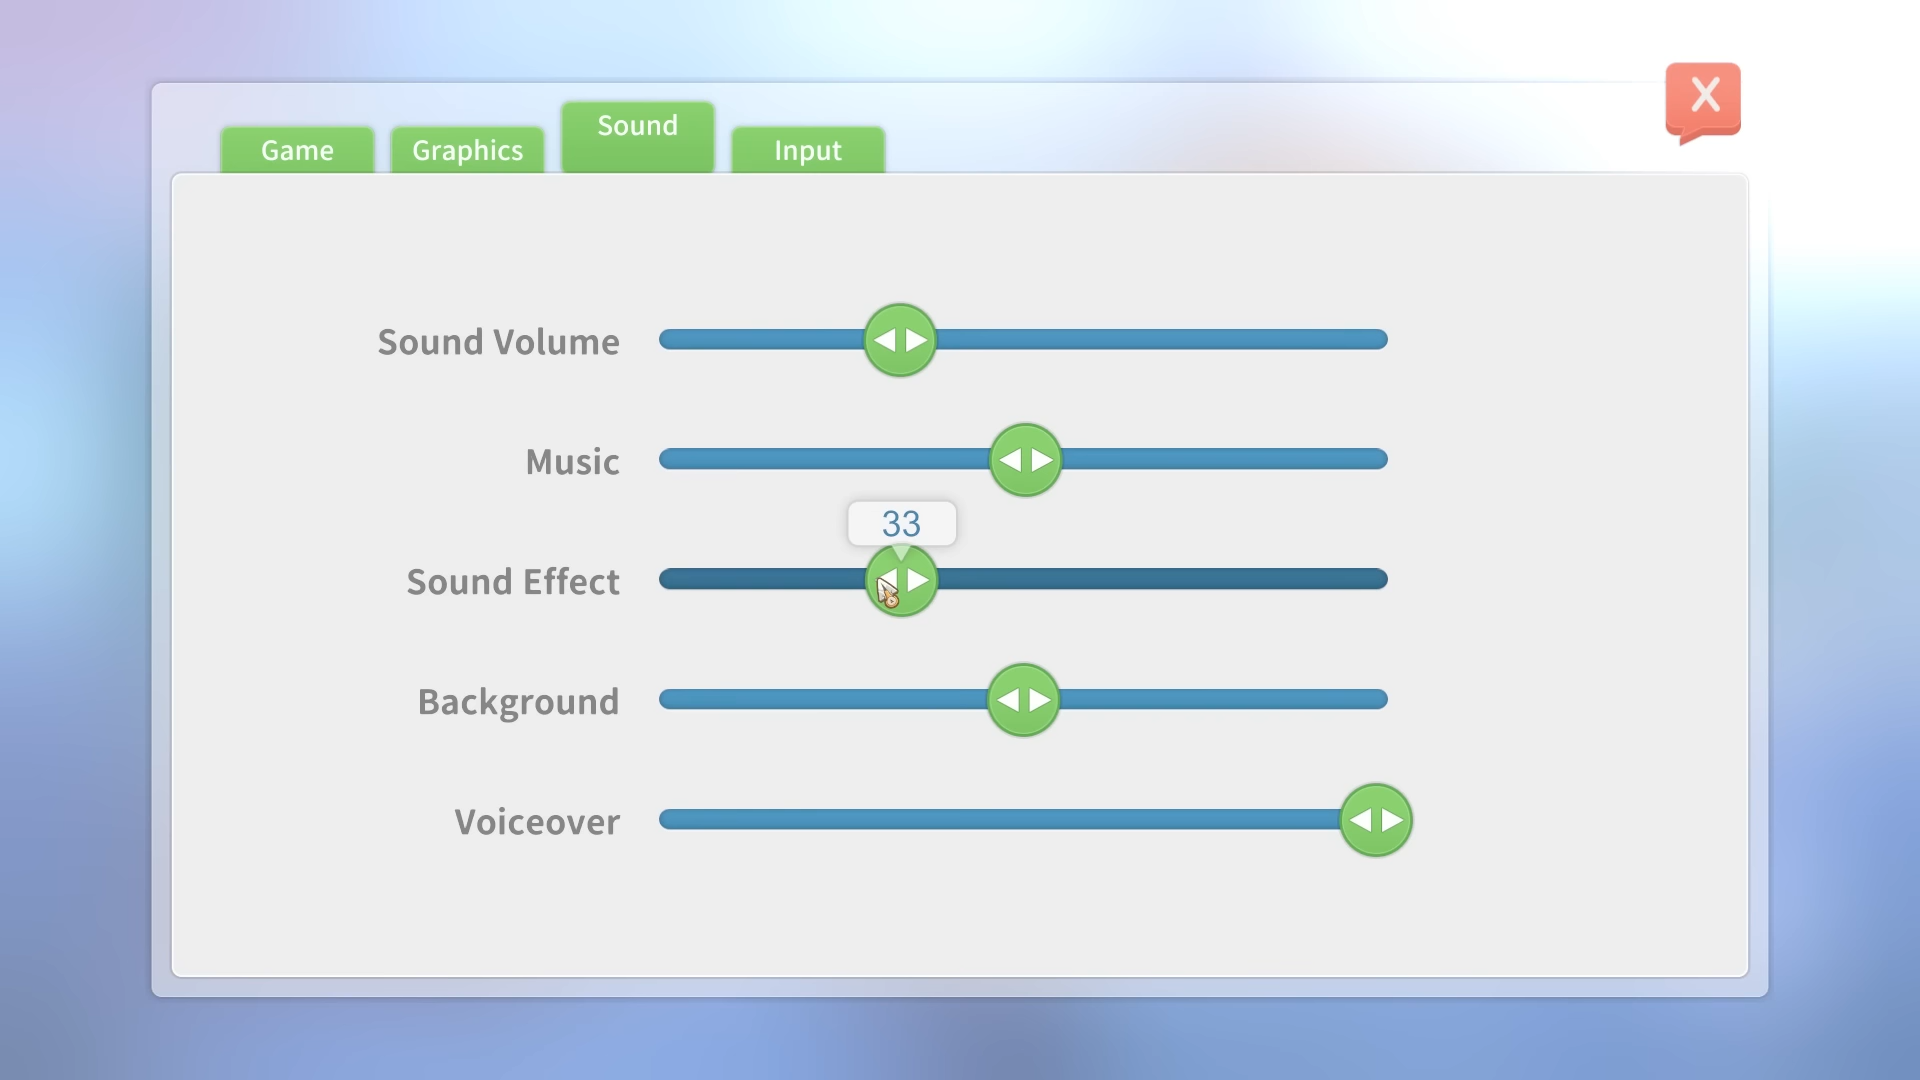 Game
Graphics
Sound
Input
X
Sound Volume
Music
33
Sound Effect
Background
Voiceover